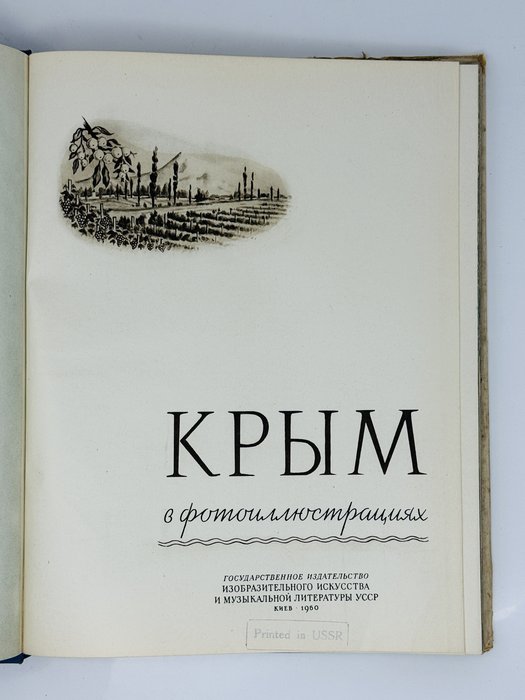 КРЫМ
в фотоиллюстрациях
ГОСУДАРСТВЕННОЕ ИЗДАТЕЛЬСТВО
ИЗОБРАЗИТЕЛЬНОГО ИСКУССТВА
И МУЗЫКАЛЬНОЙ ЛИТЕРАТУРЫ УССР
КИЕВ · 1960
Printed in USSR